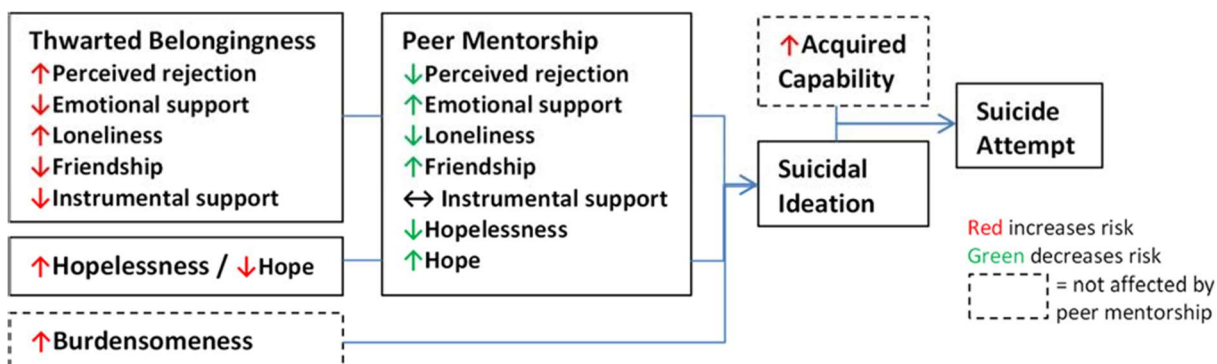 Thwarted Belongingness
↑Perceived rejection
↓Emotional support
↑Loneliness
↓Friendship
↓Instrumental support
↑Hopelessness / ↓Hope
↑Burdensomeness
Peer Mentorship
↓Perceived rejection
↑Emotional support
↓Loneliness
↑Friendship
↔ Instrumental support
↓Hopelessness
↑Hope
↑Acquired
Capability
Suicidal
Ideation
Suicide
Attempt
Red increases risk
Green decreases risk
= not affected by
peer mentorship